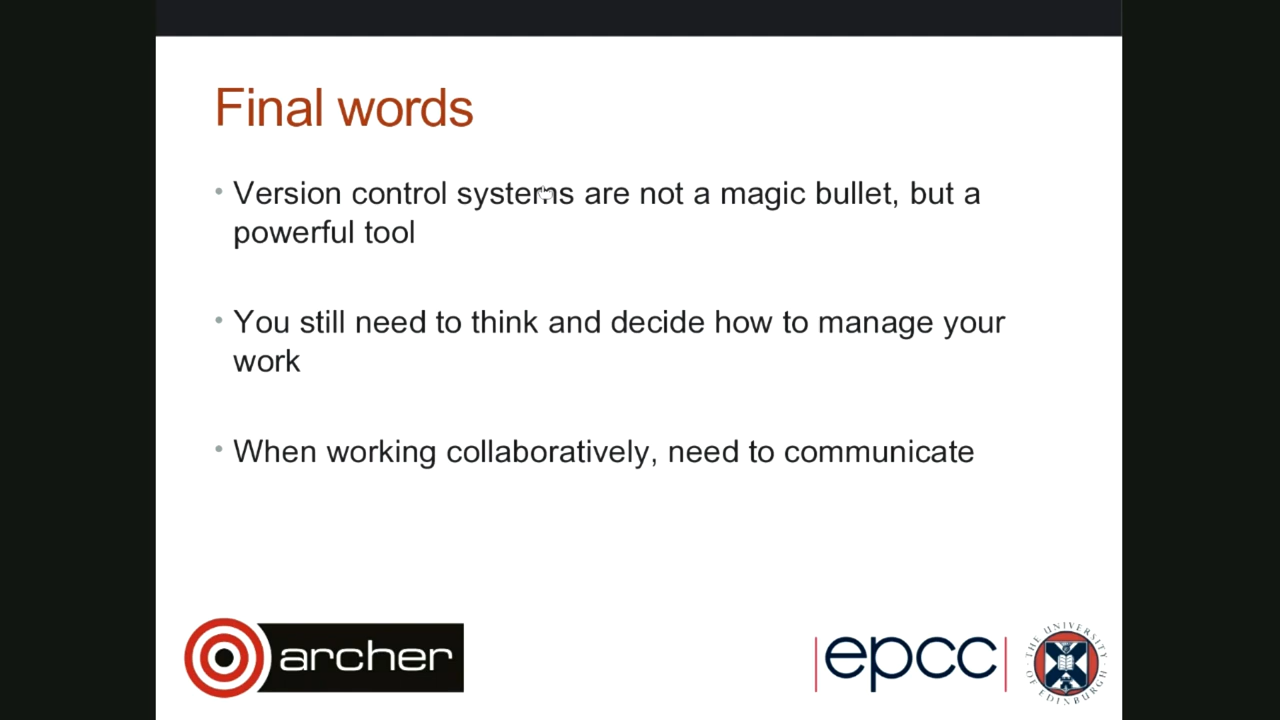 Final words
• Version control systems are not a magic bullet, but a
powerful tool
• You still need to think and decide how to manage your
work
• When working collaboratively, need to communicate
archer
epcc
THE UNIVERSITY
OF EDINBURGH